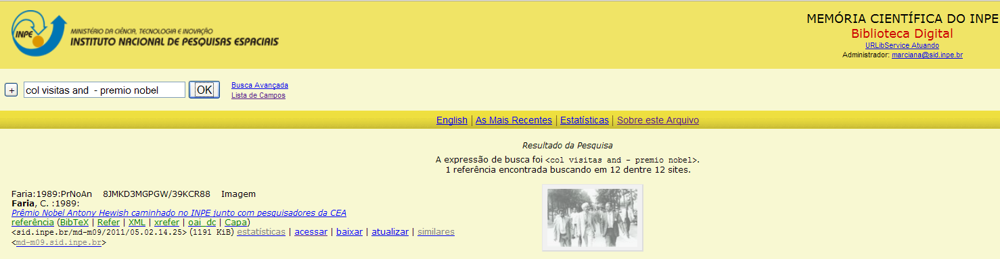 INPE
MINISTÉRIO DA CIÊNCIA, TECNOLOGIA E INOVAÇÃO
INSTITUTO NACIONAL DE PESQUISAS ESPACIAIS
MEMÓRIA CIENTÍFICA DO INPE
Biblioteca Digital
URLibService Atuando
Administrador: marciana@sid.inpe.br
+ col visitas and - premio nobel OK
Busca Avançada
Lista de Campos
English | As Mais Recentes | Estatísticas | Sobre este Arquivo
Resultado da Pesquisa
A expressão de busca foi <col visitas and - premio nobel>.
1 referência encontrada buscando em 12 dentre 12 sites.
Faria:1989:PrNoAn 8JMKD3MGPGW/39KCR88 Imagem
Faria, C. :1989:
Prêmio Nobel Antony Hewish caminhado no INPE junto com pesquisadores da CEA
referência (BibTeX | Refer | XML | xrefer | oai_dc | Capa)
<sid.inpe.br/md-m09/2011/05.02.14.25> (1191 KiB) estatísticas | acessar | baixar | atualizar | similares
<md-m09.sid.inpe.br>